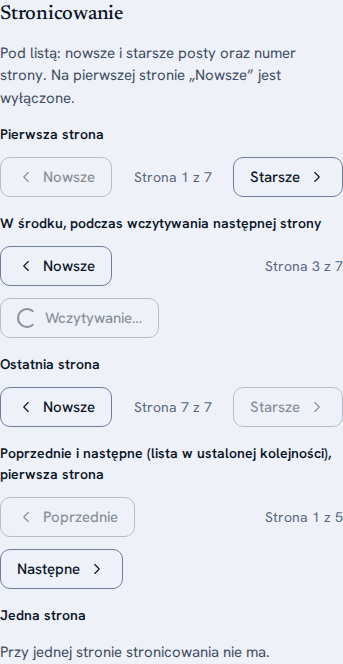 Stronicowanie
Pod listą: nowsze i starsze posty oraz numer
strony. Na pierwszej stronie „Nowsze” jest
wyłączone.
Pierwsza strona
Nowsze Strona 1 z 7 Starsze
W środku, podczas wczytywania następnej strony
Nowsze Strona 3 z 7
Wczytywanie…
Ostatnia strona
Nowsze Strona 7 z 7 Starsze
Poprzednie i następne (lista w ustalonej kolejności),
pierwsza strona
Poprzednie Strona 1 z 5
Następne
Jedna strona
Przy jednej stronie stronicowania nie ma.